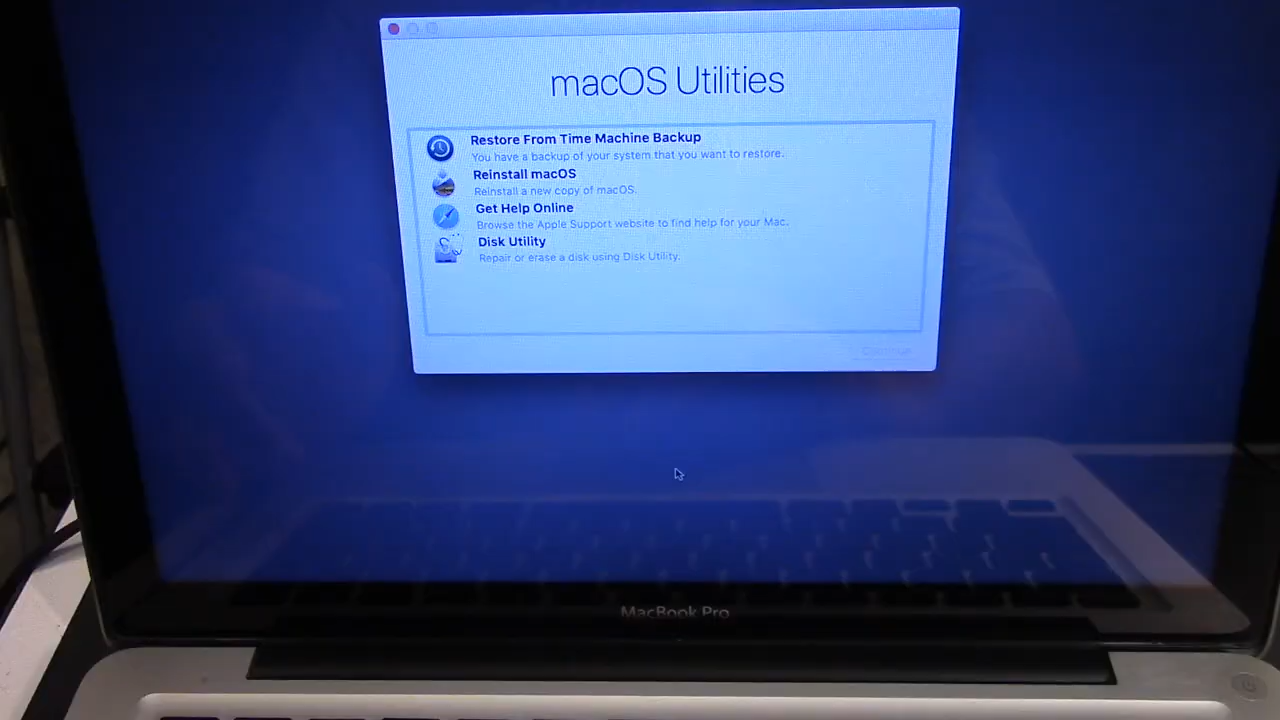 macOS Utilities
Restore From Time Machine Backup
You have a backup of your system that you want to restore.
Reinstall macOS
Reinstall a new copy of macOS.
Get Help Online
Browse the Apple Support website to find help for your Mac.
Disk Utility
Repair or erase a disk using Disk Utility.
Continue
MacBook Pro